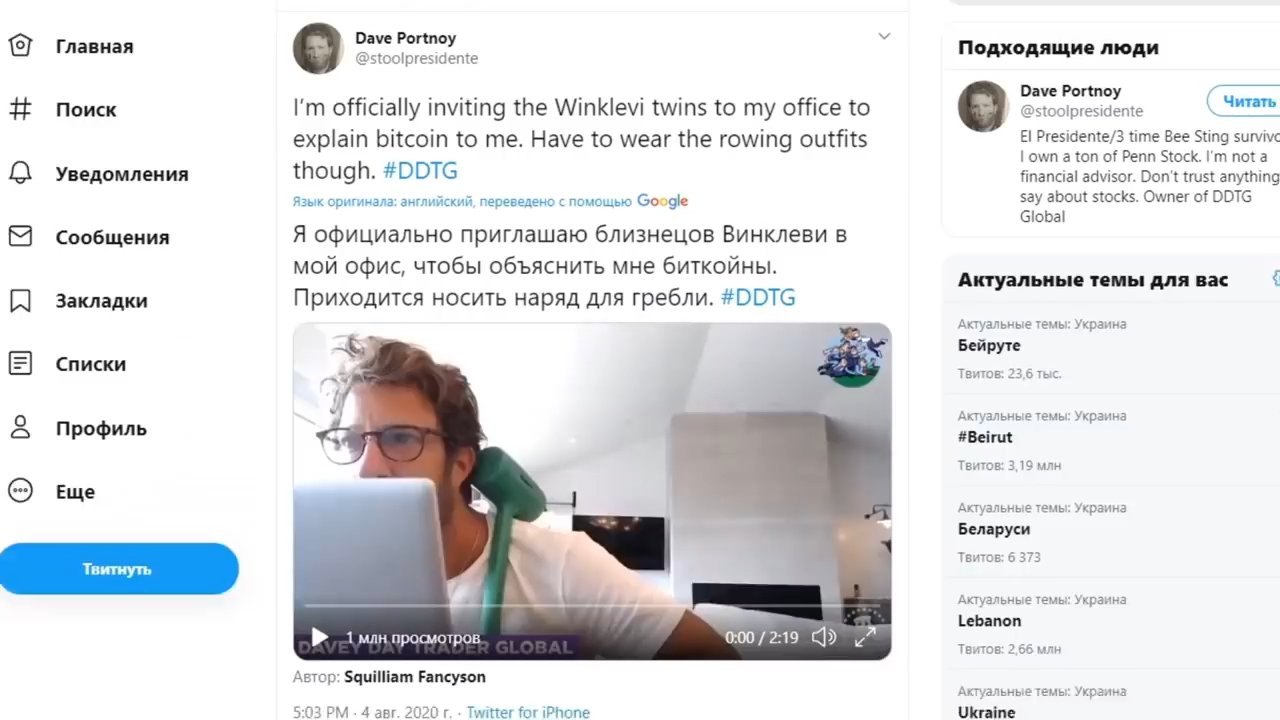 Главная
Поиск
Уведомления
Сообщения
Закладки
Списки
Профиль
Еще
Твитнуть
Dave Portnoy
@stoolpresidente
I'm officially inviting the Winklevi twins to my office to
explain bitcoin to me. Have to wear the rowing outfits
though. #DDTG
Язык оригинала: английский, переведено с помощью Google
Я официально приглашаю близнецов Винклеви в
мой офис, чтобы объяснить мне биткойны.
Приходится носить наряд для гребли. #DDTG
1 млн просмотров
0:00 / 2:19
DAVEY DAY TRADER GLOBAL
Автор: Squilliam Fancyson
5:03 PM · 4 авг. 2020 г. · Twitter for iPhone
Подходящие люди
Dave Portnoy
@stoolpresidente
Читать
El Presidente/3 time Bee Sting survivo
I own a ton of Penn Stock. I'm not a
financial advisor. Don't trust anything
say about stocks. Owner of DDTG
Global
Актуальные темы для вас
Актуальные темы: Украина
Бейруте
Твитов: 23,6 тыс.
Актуальные темы: Украина
#Beirut
Твитов: 3,19 млн
Актуальные темы: Украина
Беларуси
Твитов: 6 373
Актуальные темы: Украина
Lebanon
Твитов: 2,66 млн
Актуальные темы: Украина
Ukraine